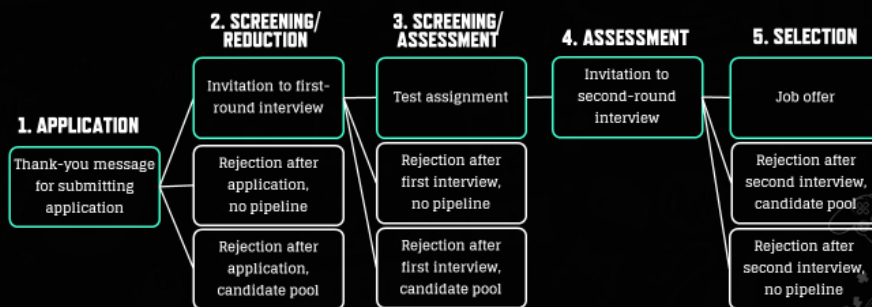 1. APPLICATION
Thank-you message
for submitting
application
2. SCREENING/
REDUCTION
Invitation to first-
round interview
Rejection after
application,
no pipeline
Rejection after
application,
candidate pool
3. SCREENING/
ASSESSMENT
Test assignment
Rejection after
first interview,
no pipeline
Rejection after
first interview,
candidate pool
4. ASSESSMENT
Invitation to
second-round
interview
5. SELECTION
Job offer
Rejection after
second interview,
candidate pool
Rejection after
second interview,
no pipeline